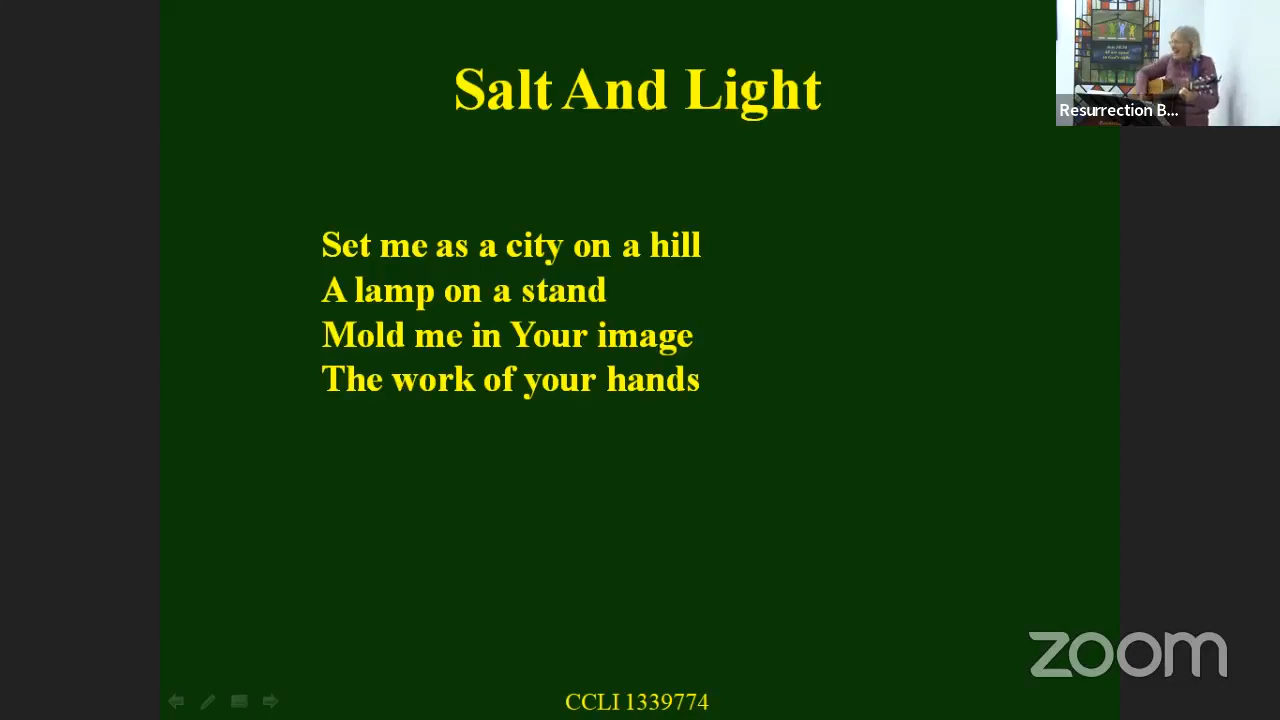 Salt And Light
Resurrection B...
Set me as a city on a hill
A lamp on a stand
Mold me in Your image
The work of your hands
zoom
CCLI 1339774